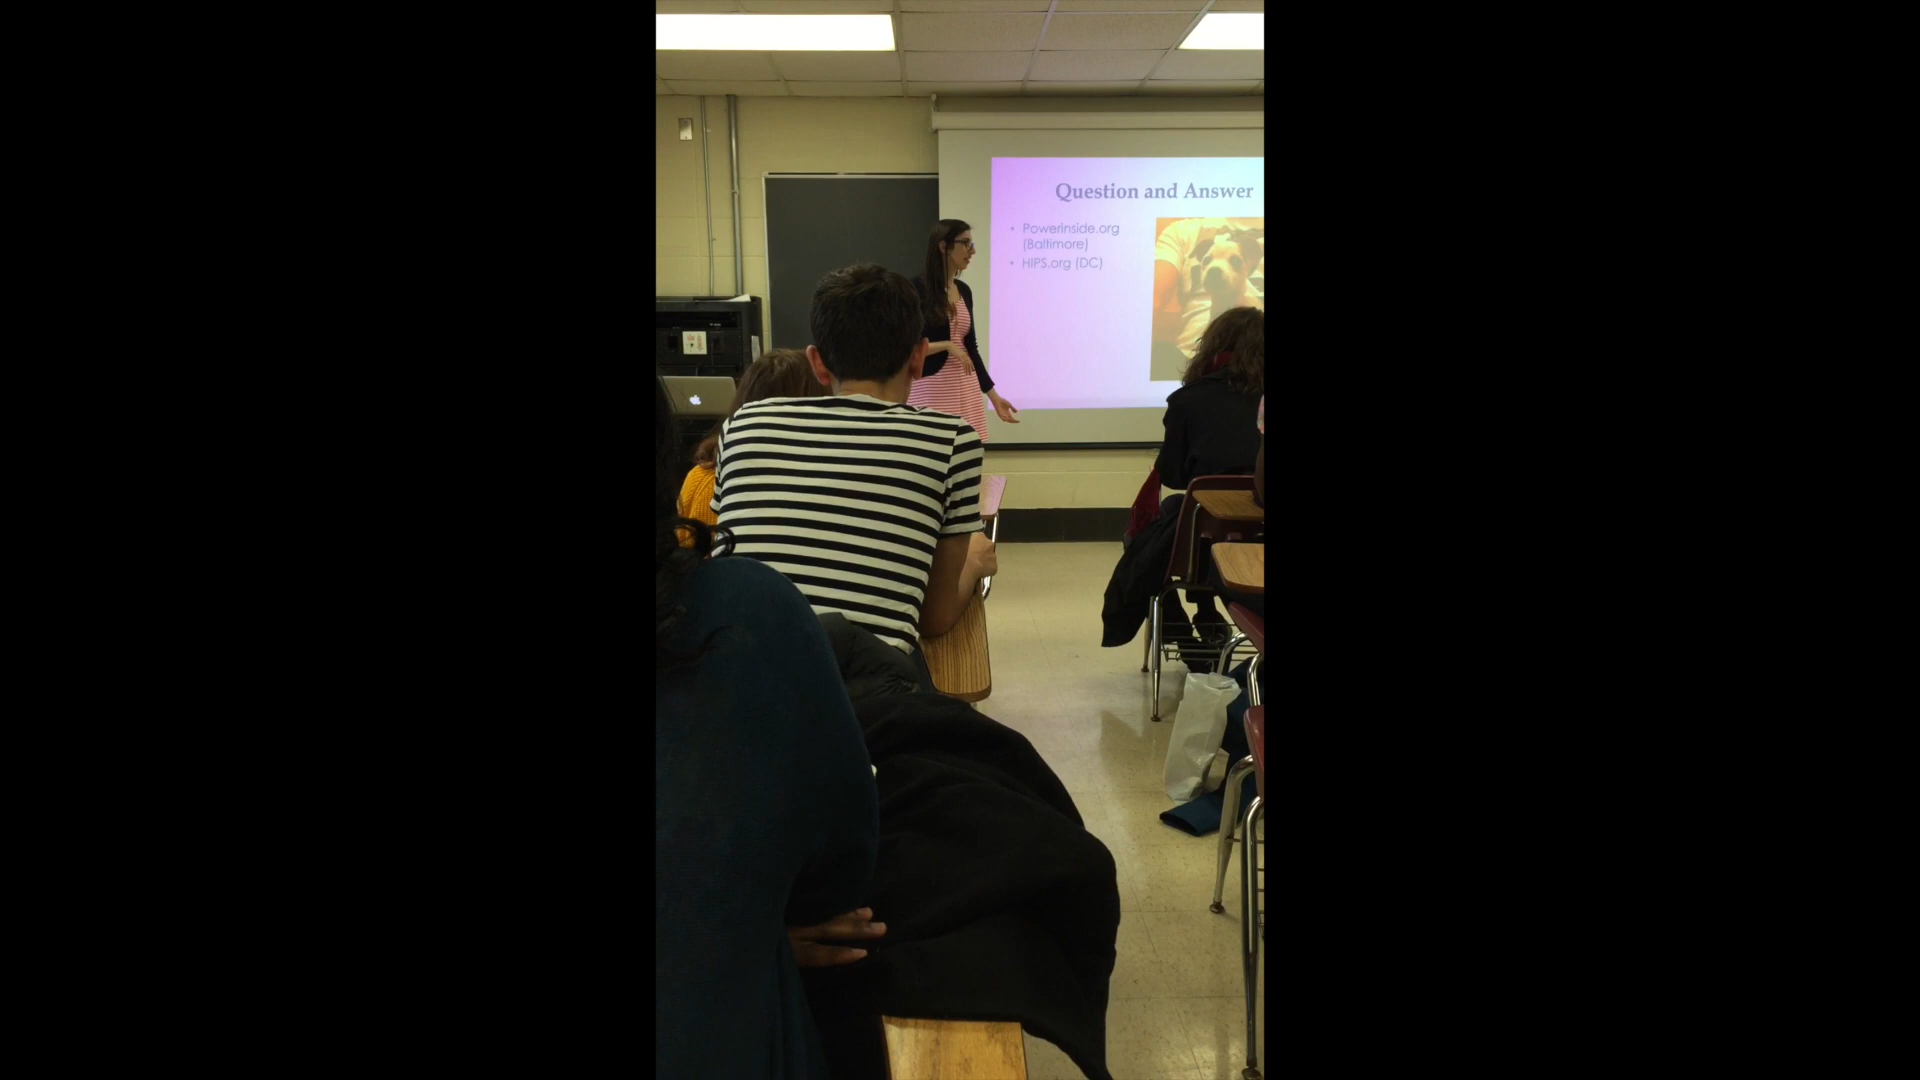 Question and Answer
• Powerinside.org
(Baltimore)
• HIPS.org (DC)